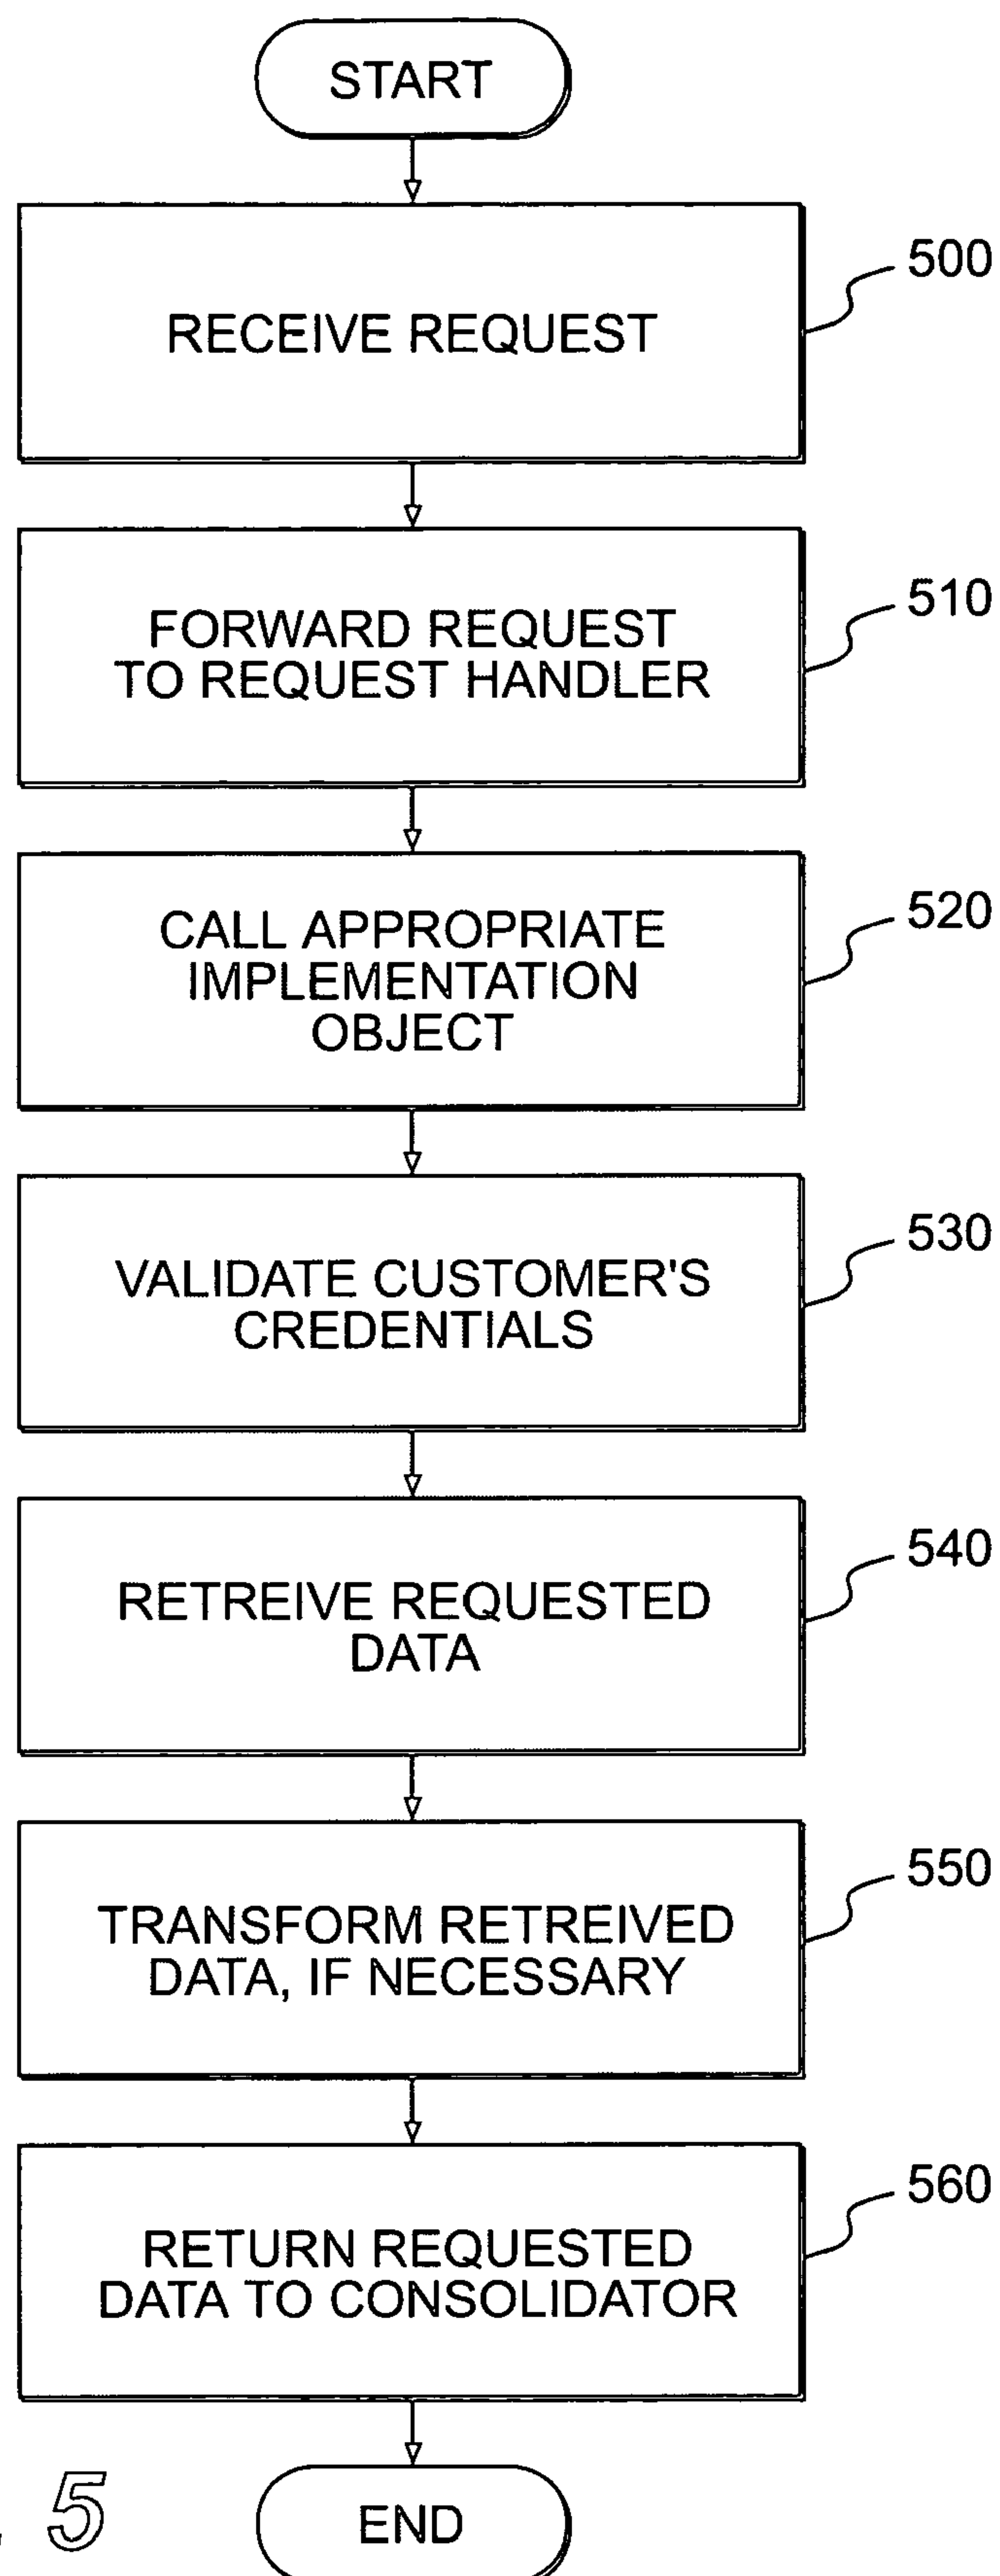 START
RECEIVE REQUEST
500
FORWARD REQUEST
TO REQUEST HANDLER
510
CALL APPROPRIATE
IMPLEMENTATION
OBJECT
520
VALIDATE CUSTOMER'S
CREDENTIALS
530
RETREIVE REQUESTED
DATA
540
TRANSFORM RETREIVED
DATA, IF NECESSARY
550
RETURN REQUESTED
DATA TO CONSOLIDATOR
560
5
END